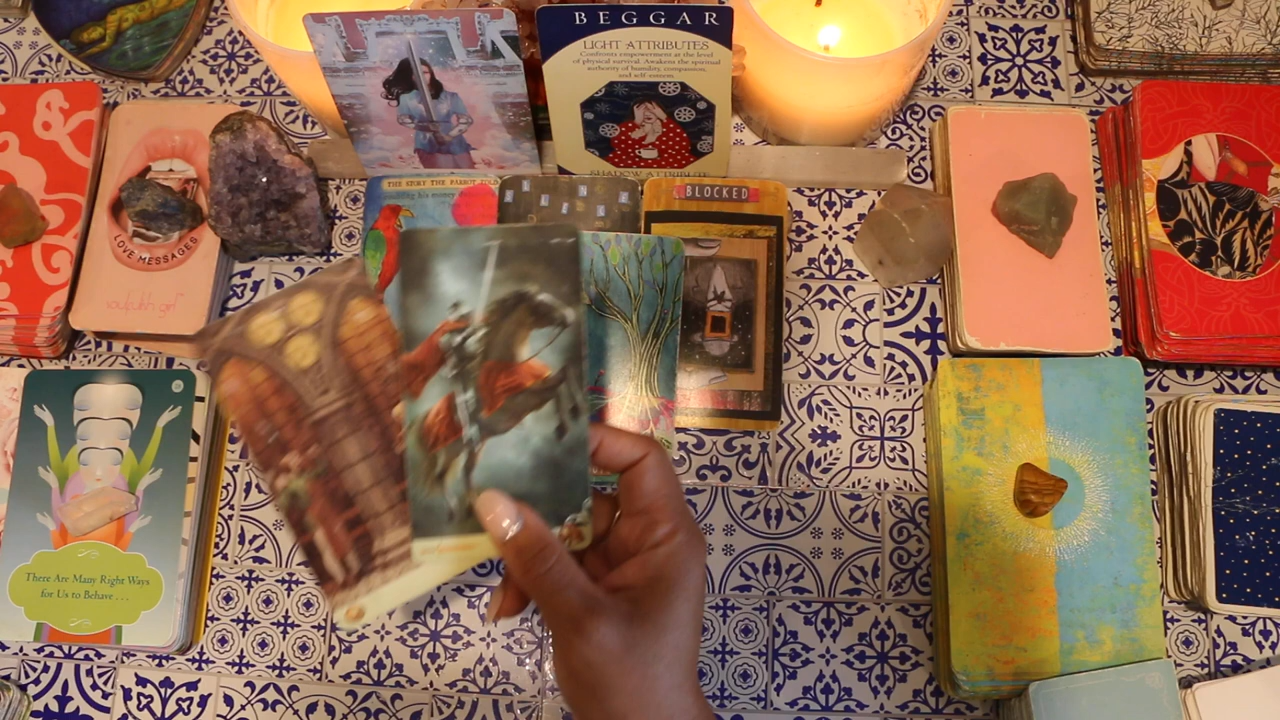 BEGGAR
LIGHT ATTRIBUTES
Confronts empowerment at the level
of physical survival. Awakens the spiritual
authority of humility, compassion,
and self-esteem.
SHADOW ATTRIBUTE
THE STORY THE PARROT TOLD
his money
BLOCKED
LOVE MESSAGES
There Are Many Right Ways
for Us to Behave . . .